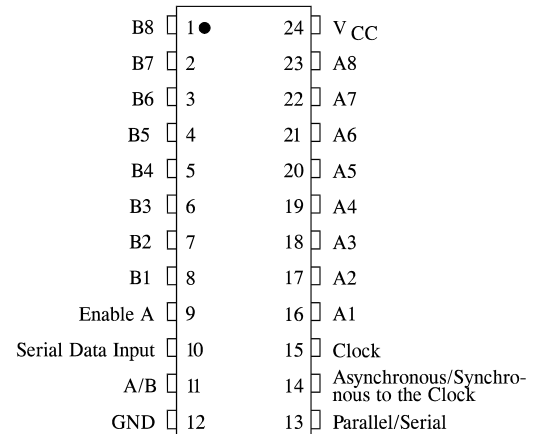 B8 1 24 V CC
B7 2 23 A8
B6 3 22 A7
B5 4 21 A6
B4 5 20 A5
B3 6 19 A4
B2 7 18 A3
B1 8 17 A2
Enable A 9 16 A1
Serial Data Input 10 15 Clock
A/B 11 14 Asynchronous/Synchro-
nous to the Clock
GND 12 13 Parallel/Serial